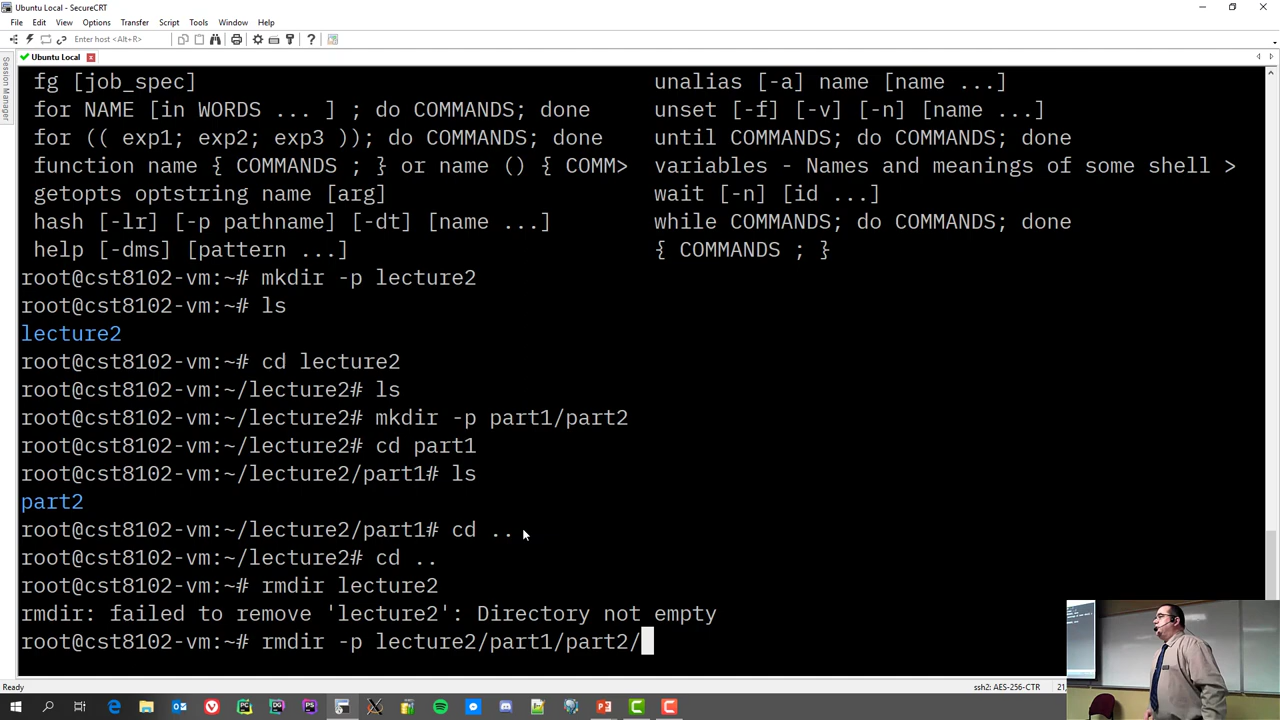 Ubuntu Local - SecureCRT
File Edit View Options Transfer Script Tools Window Help
Enter host <Alt+R>
Ubuntu Local
Session Manager
fg [job_spec] unalias [-a] name [name ...]
for NAME [in WORDS ... ] ; do COMMANDS; done unset [-f] [-v] [-n] [name ...]
for (( exp1; exp2; exp3 )); do COMMANDS; done until COMMANDS; do COMMANDS; done
function name { COMMANDS ; } or name () { COMM> variables - Names and meanings of some shell >
getopts optstring name [arg] wait [-n] [id ...]
hash [-lr] [-p pathname] [-dt] [name ...] while COMMANDS; do COMMANDS; done
help [-dms] [pattern ...] { COMMANDS ; }
root@cst8102-vm:~# mkdir -p lecture2
root@cst8102-vm:~# ls
lecture2
root@cst8102-vm:~# cd lecture2
root@cst8102-vm:~/lecture2# ls
root@cst8102-vm:~/lecture2# mkdir -p part1/part2
root@cst8102-vm:~/lecture2# cd part1
root@cst8102-vm:~/lecture2/part1# ls
part2
root@cst8102-vm:~/lecture2/part1# cd ..
root@cst8102-vm:~/lecture2# cd ..
root@cst8102-vm:~# rmdir lecture2
rmdir: failed to remove 'lecture2': Directory not empty
root@cst8102-vm:~# rmdir -p lecture2/part1/part2/
Ready ssh2: AES-256-CTR 21,